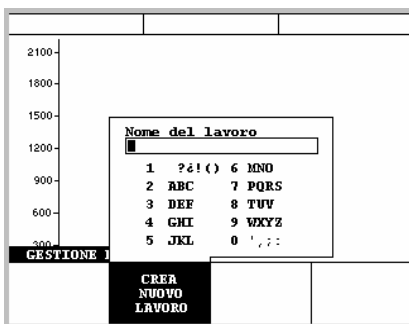 2100
1800
1500
1200
900
600
300
Nome del lavoro
1 ?¿!() 6 MNO
2 ABC 7 PQRS
3 DEF 8 TUV
4 GHI 9 WXYZ
5 JKL 0 ',;:
GESTIONE
CREA
NUOVO
LAVORO